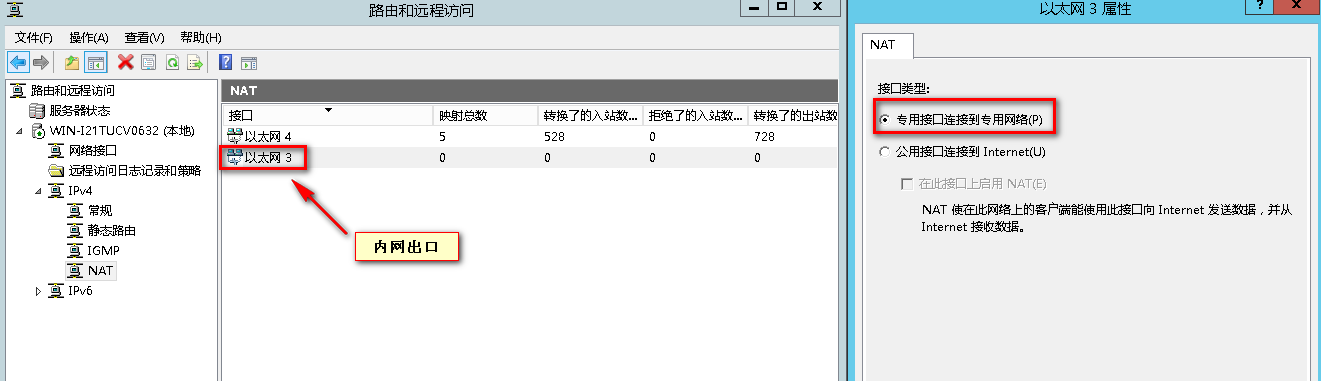 路由和远程访问
文件(F) 操作(A) 查看(V) 帮助(H)
路由和远程访问
服务器状态
WIN-I21TUCV0632 (本地)
网络接口
远程访问日志记录和策略
IPv4
常规
静态路由
IGMP
NAT
IPv6
NAT
接口 映射总数 转换了的入站数... 拒绝了的入站数... 转换了的出站数
以太网 4 5 528 0 728
以太网 3 0 0 0 0
内网出口
以太网 3 属性
? X
NAT
接口类型:
专用接口连接到专用网络(P)
公用接口连接到 Internet(U)
在此接口上启用 NAT(E)
NAT 使在此网络上的客户端能使用此接口向 Internet 发送数据，并从
Internet 接收数据。